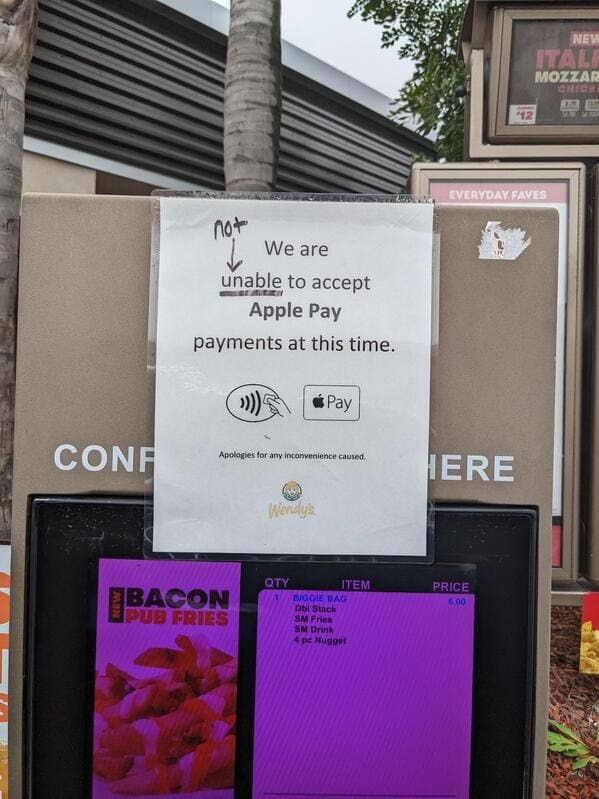 NEW
MOZZAR
$12
EVERYDAY FAVES
not
We are
unable to accept
Apple Pay
payments at this time.
Pay
Apologies for any inconvenience caused.
Wendy's
CONF
HERE
NEW
BACON
PUB FRIES
QTY ITEM PRICE
1 BIGGIE BAG 6.00
Dbl Stack
SM Fries
SM Drink
4 pc Nugget